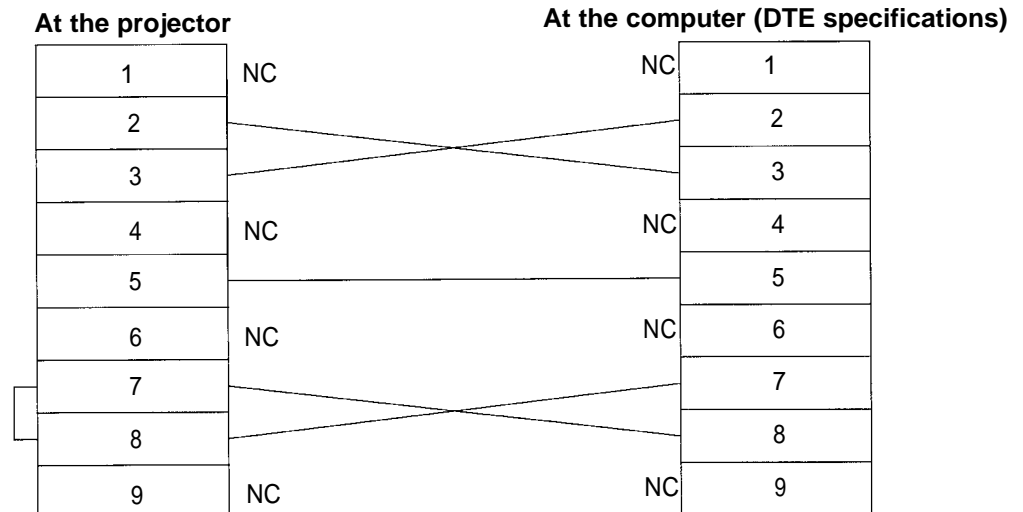 At the projector At the computer (DTE specifications)
1 NC NC 1
2 2
3 3
4 NC NC 4
5 5
6 NC NC 6
7 7
8 8
9 NC NC 9